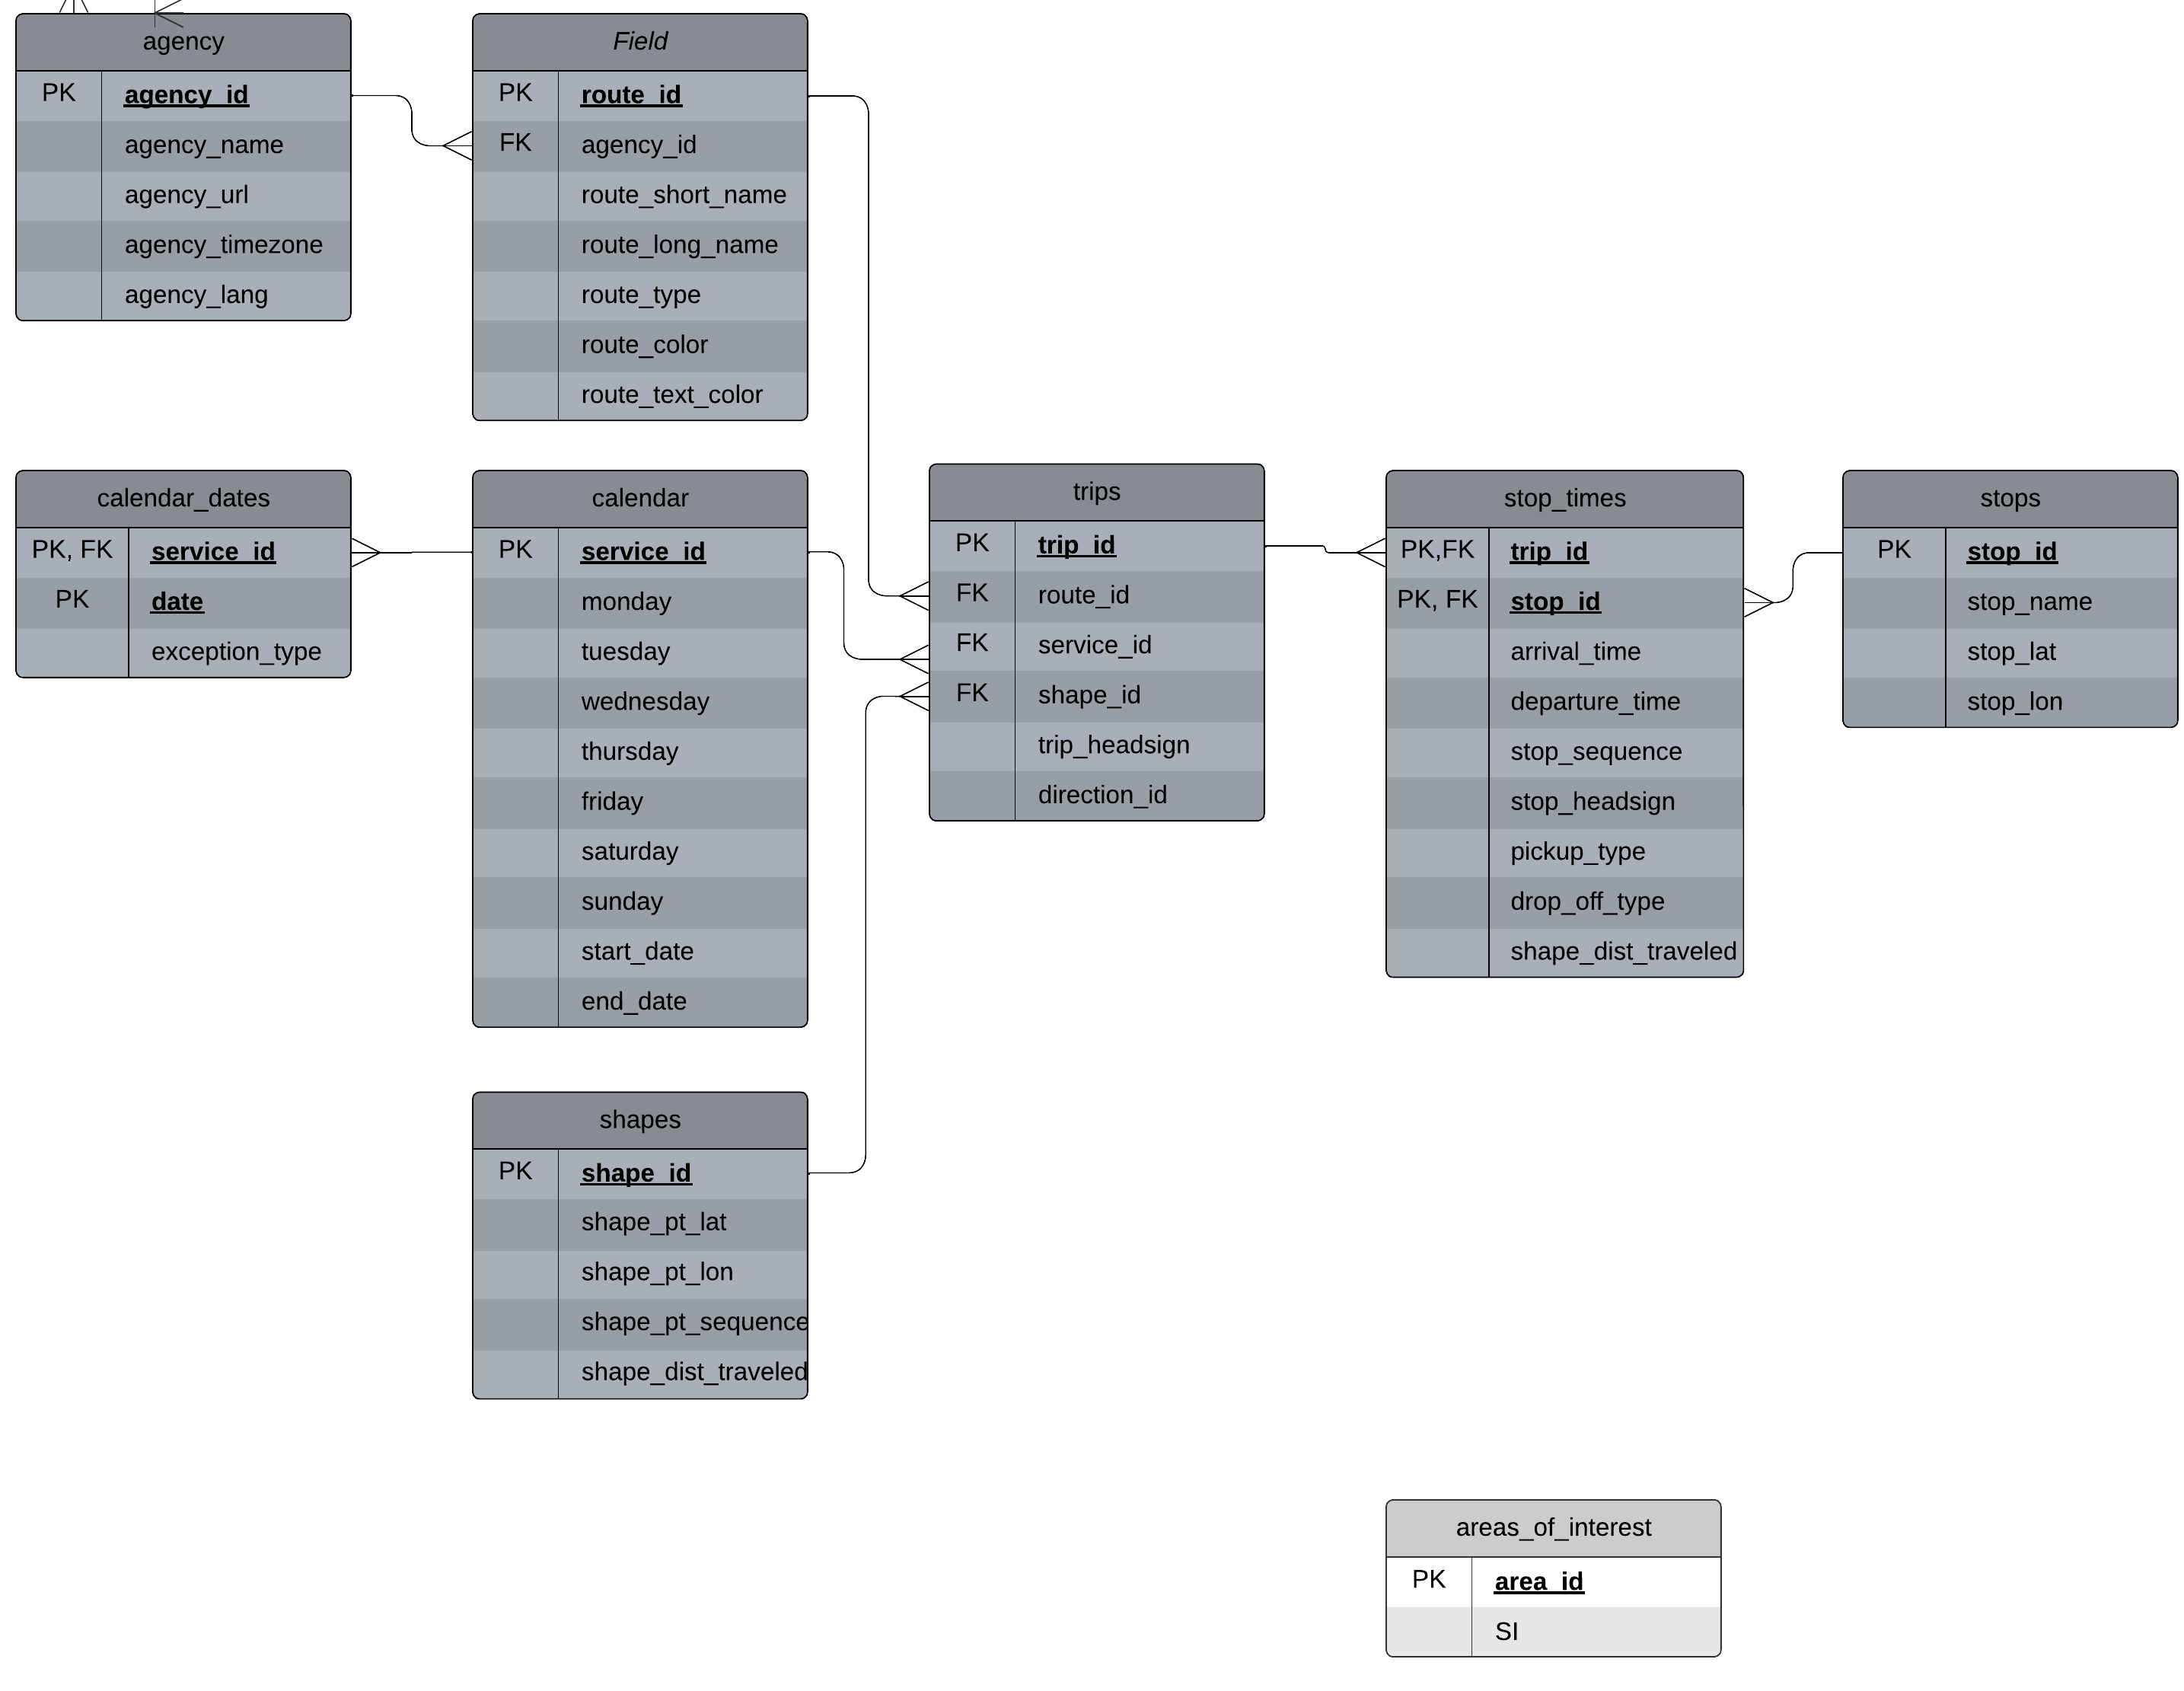 agency
PK agency_id
agency_name
agency_url
agency_timezone
agency_lang
Field
PK route_id
FK agency_id
route_short_name
route_long_name
route_type
route_color
route_text_color
calendar_dates
PK, FK service_id
PK date
exception_type
calendar
PK service_id
monday
tuesday
wednesday
thursday
friday
saturday
sunday
start_date
end_date
trips
PK trip_id
FK route_id
FK service_id
FK shape_id
trip_headsign
direction_id
stop_times
PK,FK trip_id
PK, FK stop_id
arrival_time
departure_time
stop_sequence
stop_headsign
pickup_type
drop_off_type
shape_dist_traveled
stops
PK stop_id
stop_name
stop_lat
stop_lon
shapes
PK shape_id
shape_pt_lat
shape_pt_lon
shape_pt_sequence
shape_dist_traveled
areas_of_interest
PK area_id
SI